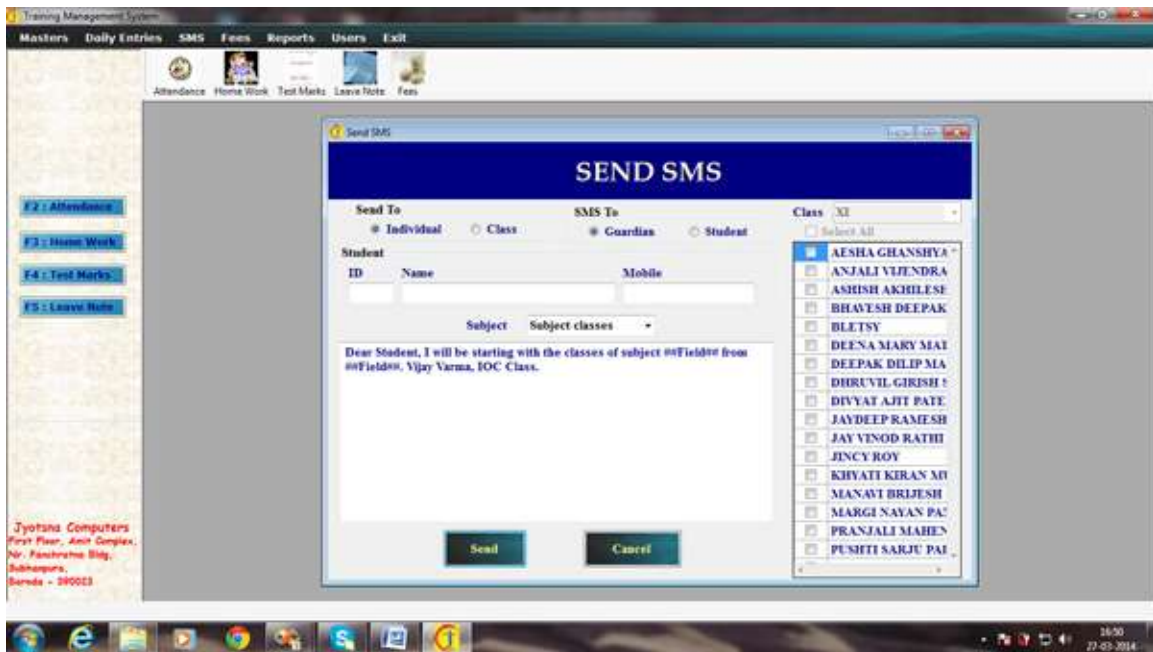 Training Management System
Masters Daily Entries SMS Fees Reports Users Exit
Attendance Home Work Test Marks Leave Note Fees
Send SMS
SEND SMS
Send To
Individual Class
SMS To
Guardian Student
Class XI
Select All
Student
ID Name Mobile
Subject Subject classes
Dear Student, I will be starting with the classes of subject ##Field## from
##Field##. Vijay Varma, IOC Class.
Send Cancel
AESHA GHANSHYA
ANJALI VIJENDRA
ASHISH AKHILESH
BHAVESH DEEPAK
BLETSY
DEENA MARY MAT
DEEPAK DILIP MA
DHRUVIL GIRISH S
DIVYAT AJIT PATE
JAYDEEP RAMESH
JAY VINOD RATHI
JINCY ROY
KHYATI KIRAN
MANAVI BRIJESH
MARGI NAYAN
PRANJALI MAHEN
PUSHTI SARJU
F2 : Attendance
F3 : Home Work
F4 : Test Marks
F5 : Leave Note
Jyotsna Computers
First Floor, Amit Complex,
Nr. Panchratna Bldg,
Subhanpura,
Baroda - 390023
16:50
22-03-2014